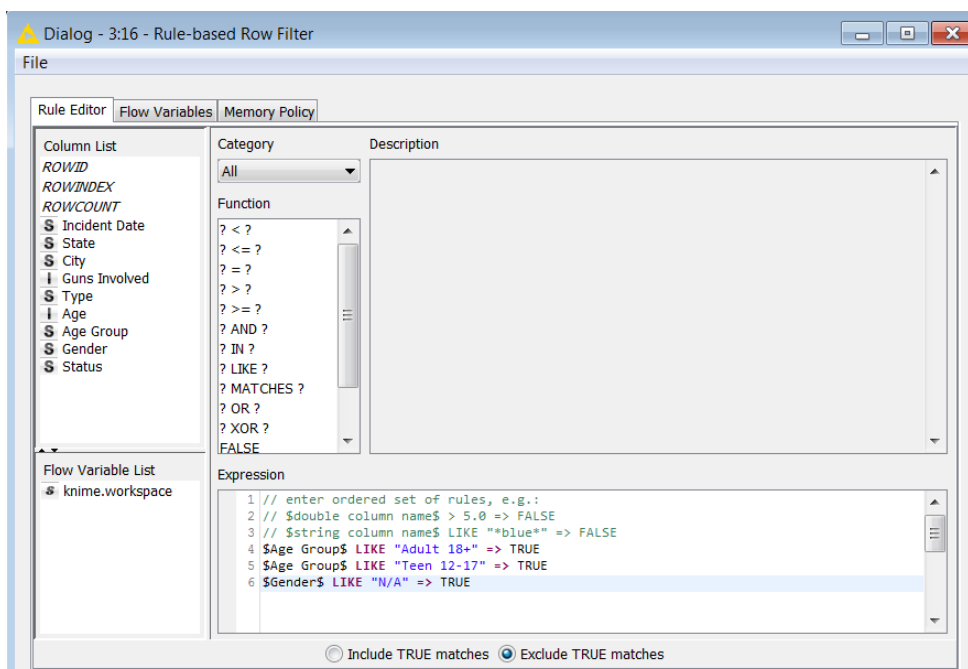 Dialog - 3:16 - Rule-based Row Filter
File
Rule Editor
Flow Variables
Memory Policy
Column List
ROWID
ROWINDEX
ROWCOUNT
S Incident Date
S State
S City
I Guns Involved
S Type
I Age
S Age Group
S Gender
S Status
Flow Variable List
s knime.workspace
Category
All
Function
? < ?
? <= ?
? = ?
? > ?
? >= ?
? AND ?
? IN ?
? LIKE ?
? MATCHES ?
? OR ?
? XOR ?
FALSE
Description
Expression
1 // enter ordered set of rules, e.g.:
2 // $double column name$ > 5.0 => FALSE
3 // $string column name$ LIKE "*blue*" => FALSE
4 $Age Group$ LIKE "Adult 18+" => TRUE
5 $Age Group$ LIKE "Teen 12-17" => TRUE
6 $Gender$ LIKE "N/A" => TRUE
Include TRUE matches
Exclude TRUE matches